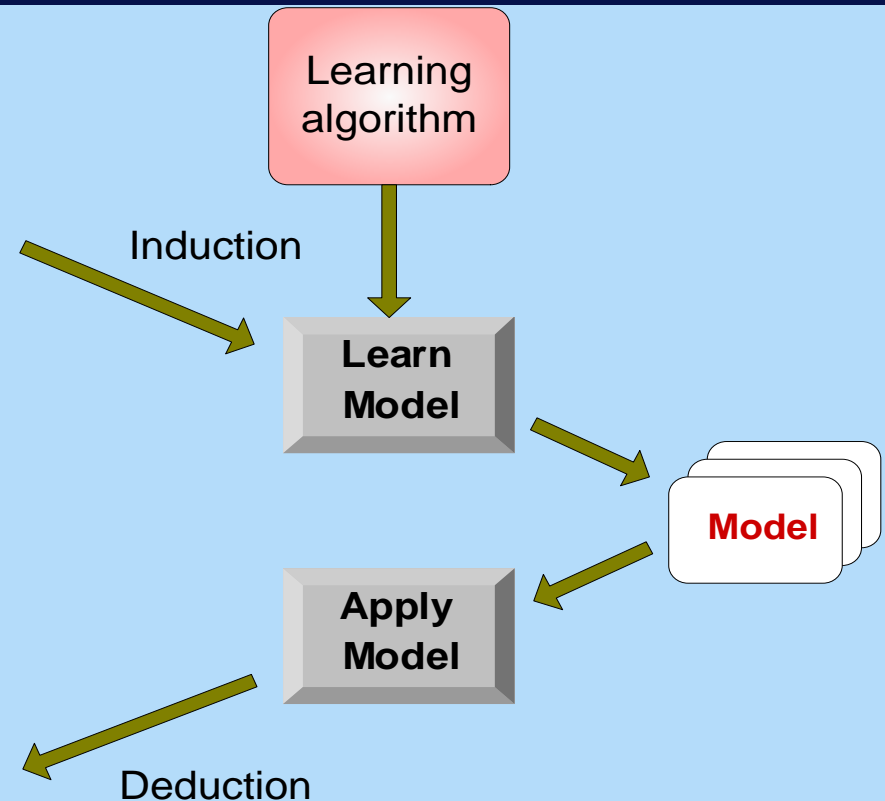 Learning
algorithm
Induction
Learn
Model
Model
Apply
Model
Deduction